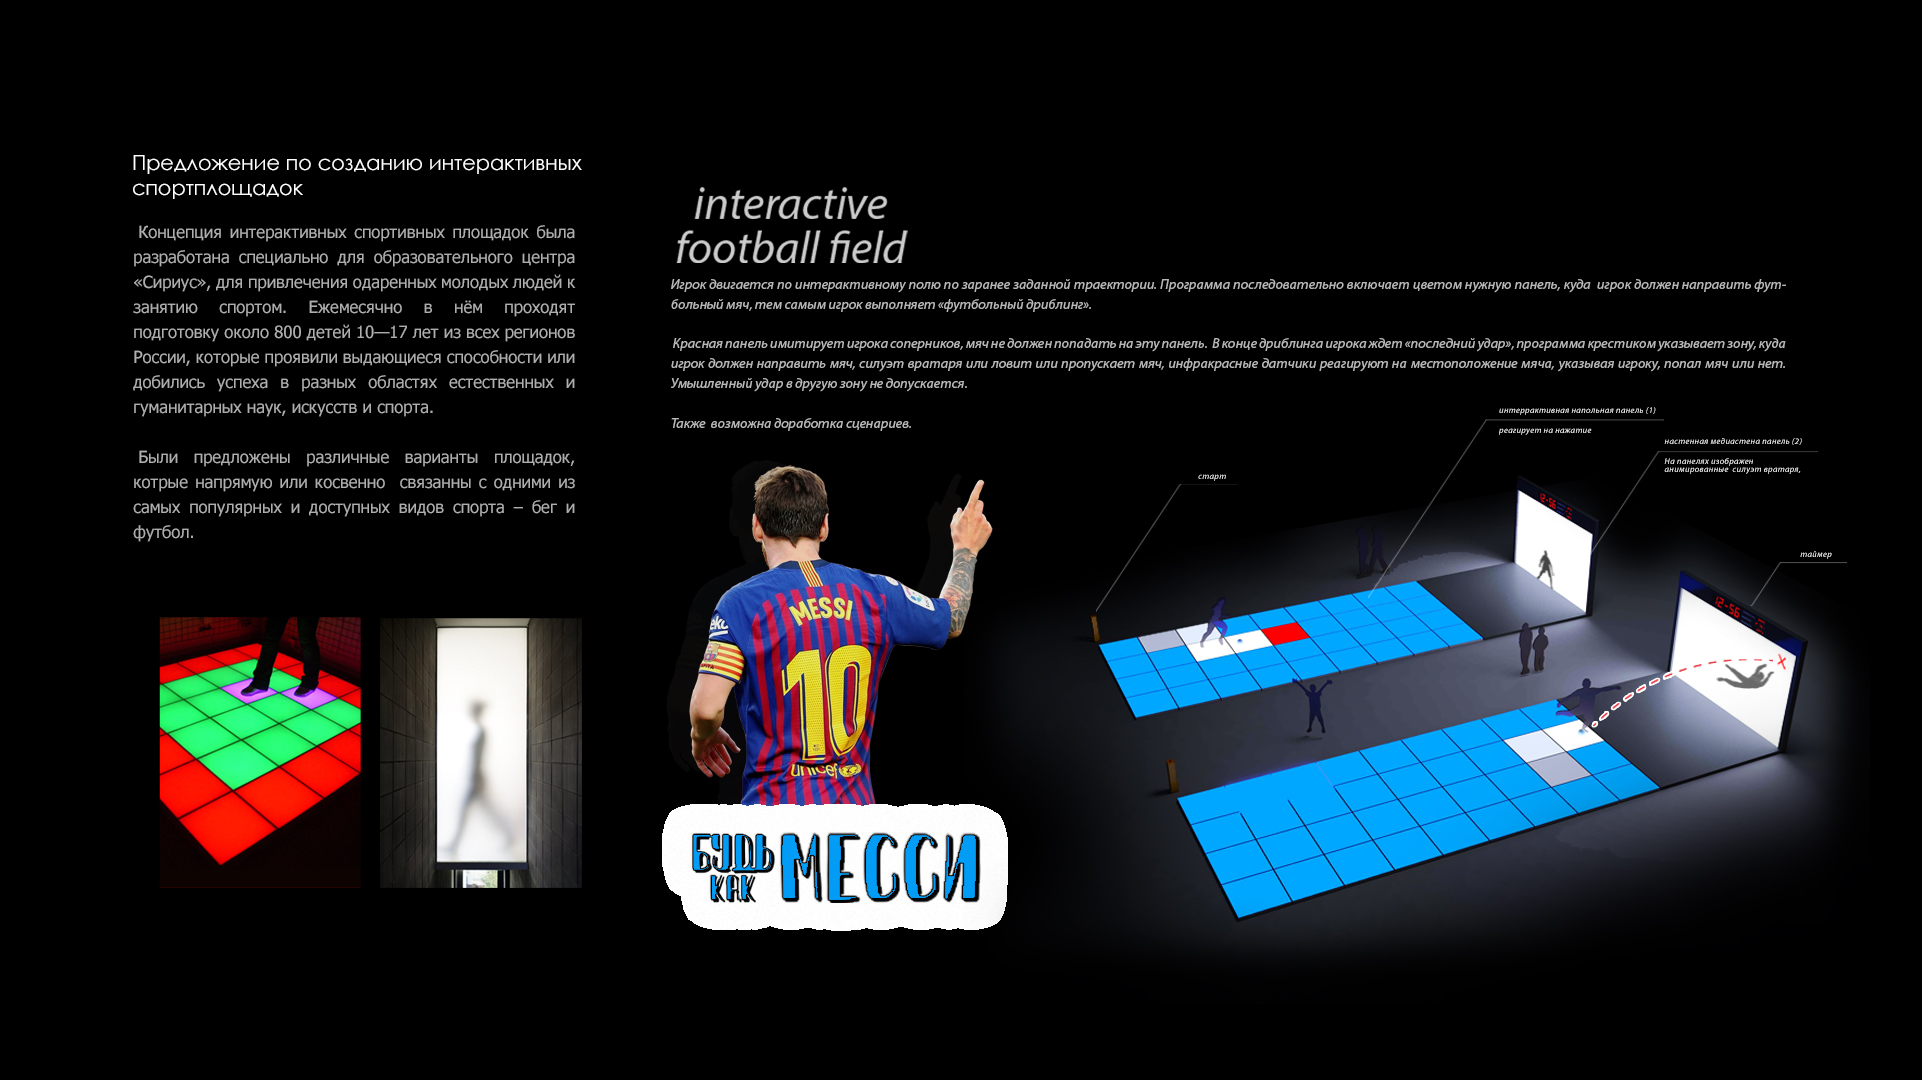 Предложение по созданию интерактивных
спортплощадок
Концепция интерактивных спортивных площадок была
разработана специально для образовательного центра
«Сириус», для привлечения одаренных молодых людей к
занятию спортом. Ежемесячно в нём проходят
подготовку около 800 детей 10—17 лет из всех регионов
России, которые проявили выдающиеся способности или
добились успеха в разных областях естественных и
гуманитарных наук, искусств и спорта.
Были предложены различные варианты площадок,
котрые напрямую или косвенно связанны с одними из
самых популярных и доступных видов спорта – бег и
футбол.
interactive
football field
Игрок двигается по интерактивному полю по заранее заданной траектории. Программа последовательно включает цветом нужную панель, куда игрок должен направить фут-
больный мяч, тем самым игрок выполняет «футбольный дриблинг».
Красная панель имитирует игрока соперников, мяч не должен попадать на эту панель. В конце дриблинга игрока ждет «последний удар», программа крестиком указывает зону, куда
игрок должен направить мяч, силуэт вратаря или ловит или пропускает мяч, инфракрасные датчики реагируют на местоположение мяча, указывая игроку, попал мяч или нет.
Умышленный удар в другую зону не допускается.
Также возможна доработка сценариев.
интеррактивная напольная панель (1)
реагирует на нажатие
настенная медиастена панель (2)
На панелях изображен
анимированные силуэт вратаря,
старт
таймер
12-56
12-56
MESSI
10
unicef
БУДЬ
КАК
МЕССИ